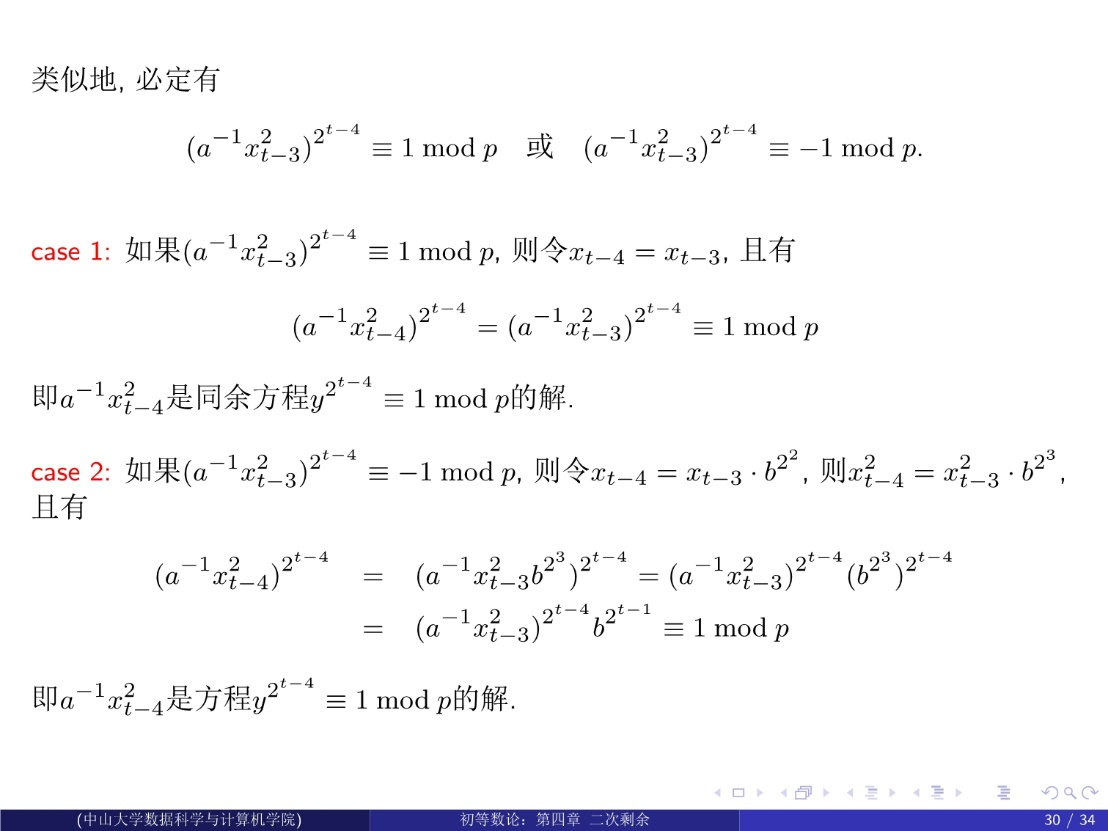 类似地, 必定有
(a^{-1}x_{t-3}^2)^{2^{t-4}} ≡ 1 mod p 或 (a^{-1}x_{t-3}^2)^{2^{t-4}} ≡ −1 mod p.
case 1: 如果(a^{-1}x_{t-3}^2)^{2^{t-4}} ≡ 1 mod p, 则令x_{t-4} = x_{t-3}, 且有
(a^{-1}x_{t-4}^2)^{2^{t-4}} = (a^{-1}x_{t-3}^2)^{2^{t-4}} ≡ 1 mod p
即a^{-1}x_{t-4}^2是同余方程y^{2^{t-4}} ≡ 1 mod p的解.
case 2: 如果(a^{-1}x_{t-3}^2)^{2^{t-4}} ≡ −1 mod p, 则令x_{t-4} = x_{t-3} · b^{2^2}, 则x_{t-4}^2 = x_{t-3}^2 · b^{2^3},
且有
(a^{-1}x_{t-4}^2)^{2^{t-4}} = (a^{-1}x_{t-3}^2b^{2^3})^{2^{t-4}} = (a^{-1}x_{t-3}^2)^{2^{t-4}}(b^{2^3})^{2^{t-4}}
= (a^{-1}x_{t-3}^2)^{2^{t-4}}b^{2^{t-1}} ≡ 1 mod p
即a^{-1}x_{t-4}^2是方程y^{2^{t-4}} ≡ 1 mod p的解.
(中山大学数据科学与计算机学院) 初等数论：第四章 二次剩余 30 / 34